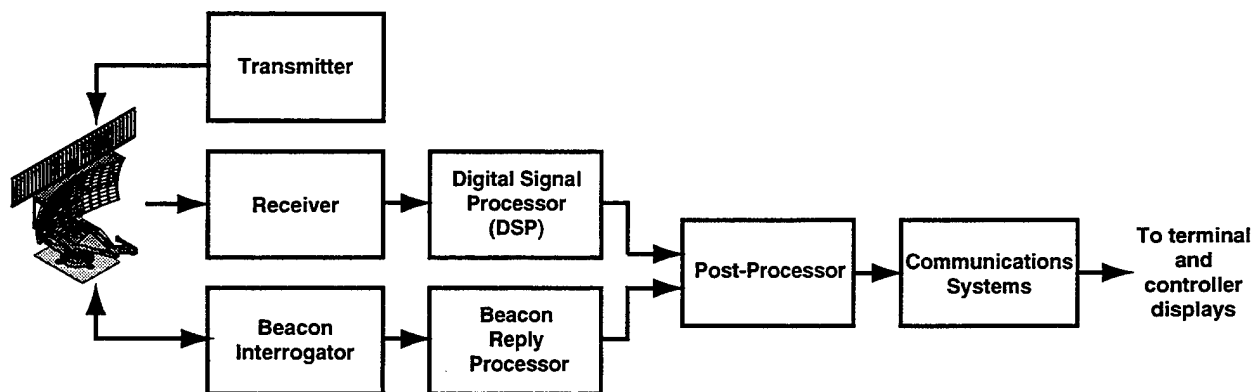 Transmitter
Receiver
Digital Signal
Processor
(DSP)
Post-Processor
Communications
Systems
To terminal
and
controller
displays
Beacon
Interrogator
Beacon
Reply
Processor